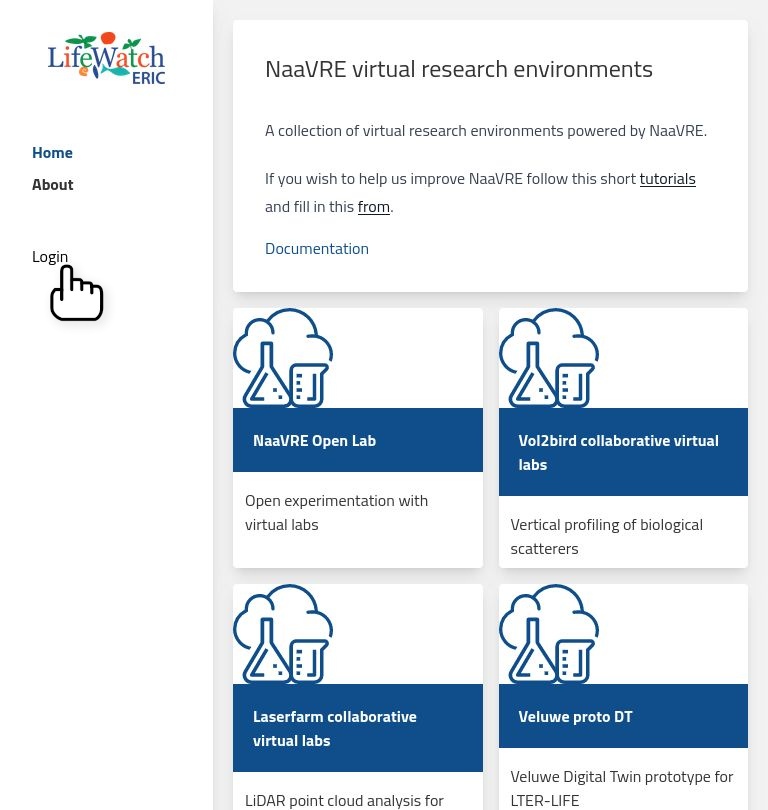 LifeWatch
ERIC
Home
About
Login
NaaVRE virtual research environments
A collection of virtual research environments powered by NaaVRE.
If you wish to help us improve NaaVRE follow this short tutorials
and fill in this from.
Documentation
NaaVRE Open Lab
Open experimentation with
virtual labs
Vol2bird collaborative virtual
labs
Vertical profiling of biological
scatterers
Laserfarm collaborative
virtual labs
LiDAR point cloud analysis for
Veluwe proto DT
Veluwe Digital Twin prototype for
LTER-LIFE